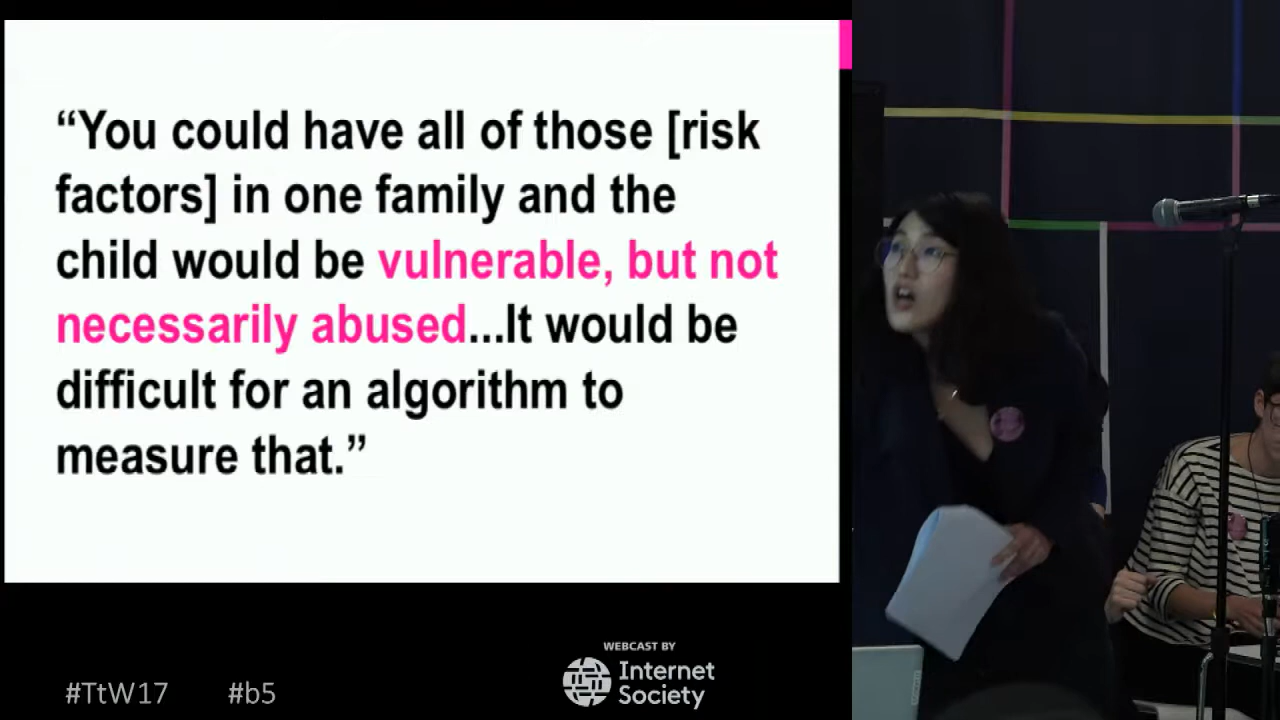 “You could have all of those [risk
factors] in one family and the
child would be vulnerable, but not
necessarily abused...It would be
difficult for an algorithm to
measure that.”
WEBCAST BY
Internet
Society
#TtW17 #b5